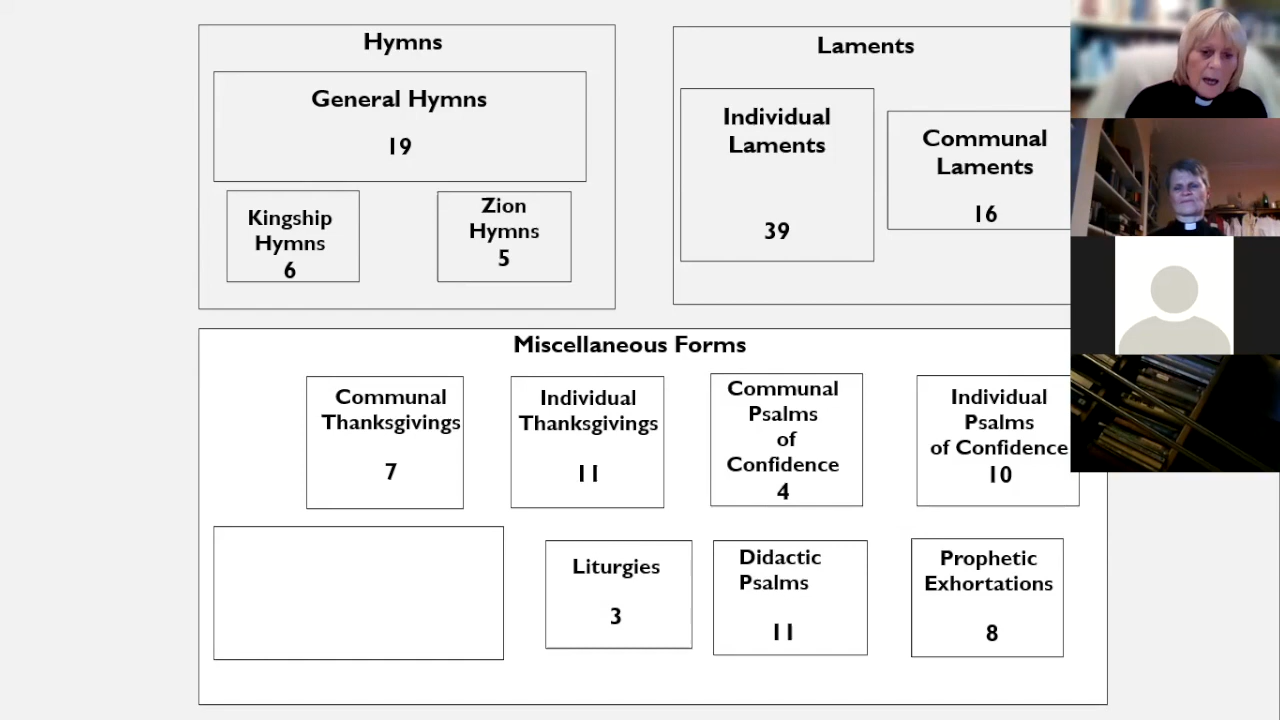 Hymns
General Hymns
19
Kingship
Hymns
6
Zion
Hymns
5
Laments
Individual
Laments
39
Communal
Laments
16
Miscellaneous Forms
Communal
Thanksgivings
7
Individual
Thanksgivings
11
Communal
Psalms
of
Confidence
4
Individual
Psalms
of Confidence
10
Liturgies
3
Didactic
Psalms
11
Prophetic
Exhortations
8